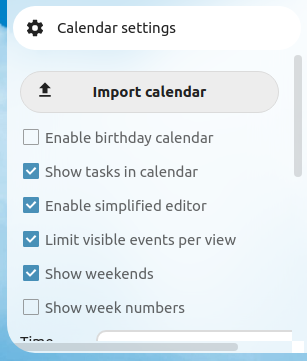 Calendar settings
Import calendar
Enable birthday calendar
Show tasks in calendar
Enable simplified editor
Limit visible events per view
Show weekends
Show week numbers
Time